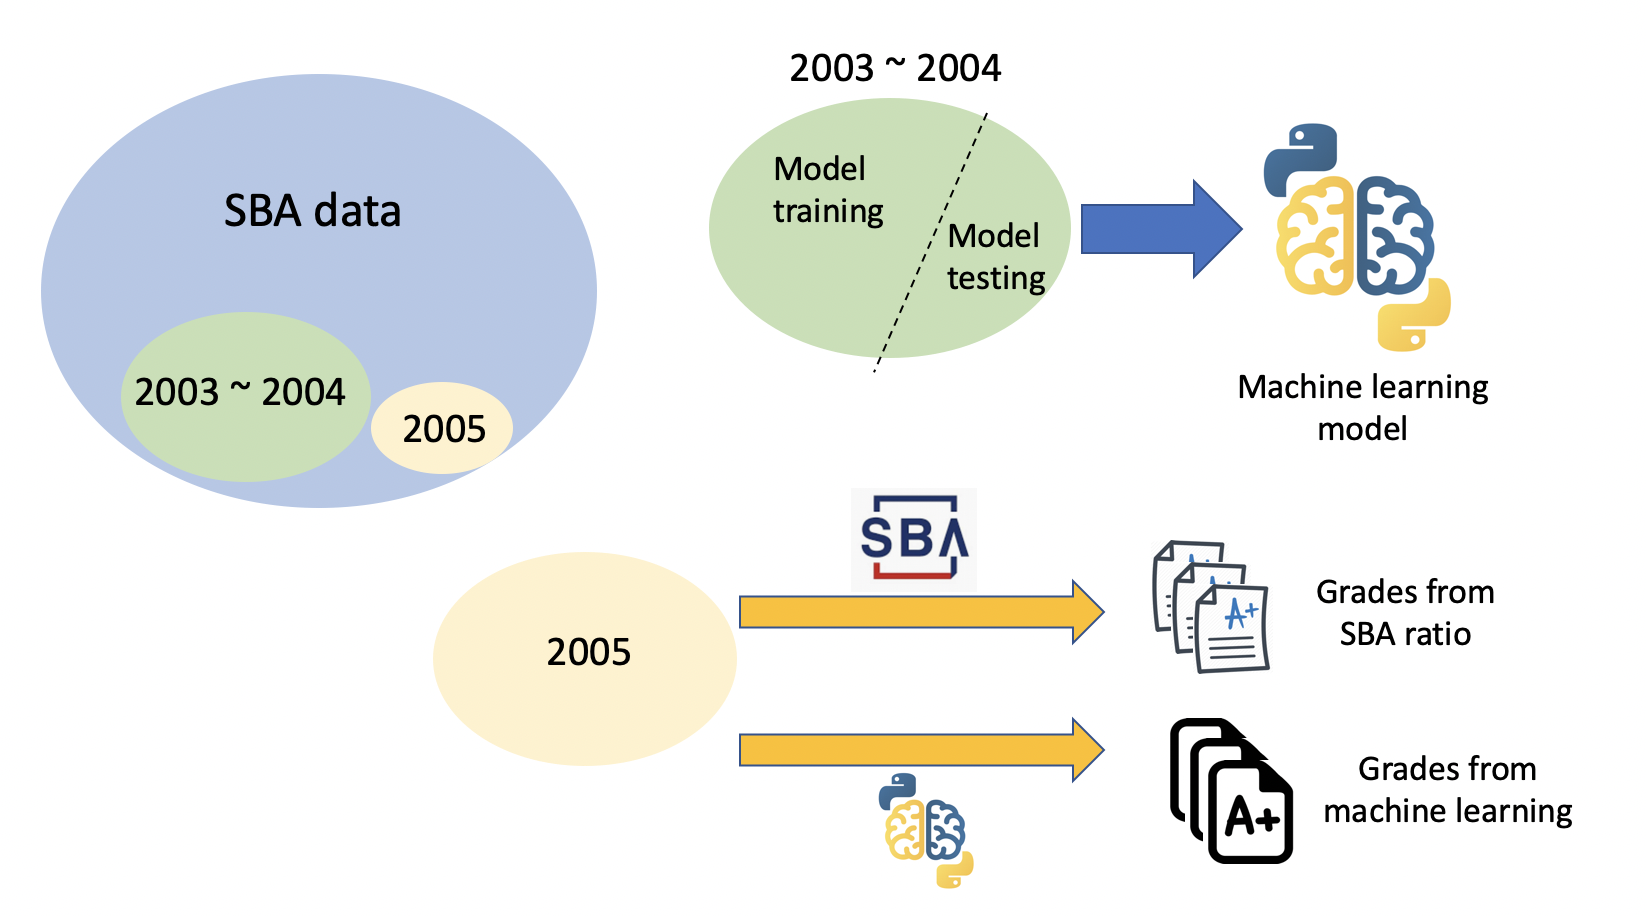 2003 ~ 2004
SBA data
Model
training
Model
testing
2003 ~ 2004
2005
Machine learning
model
SBA
2005
A+
A+
A+
Grades from
SBA ratio
A+
Grades from
machine learning